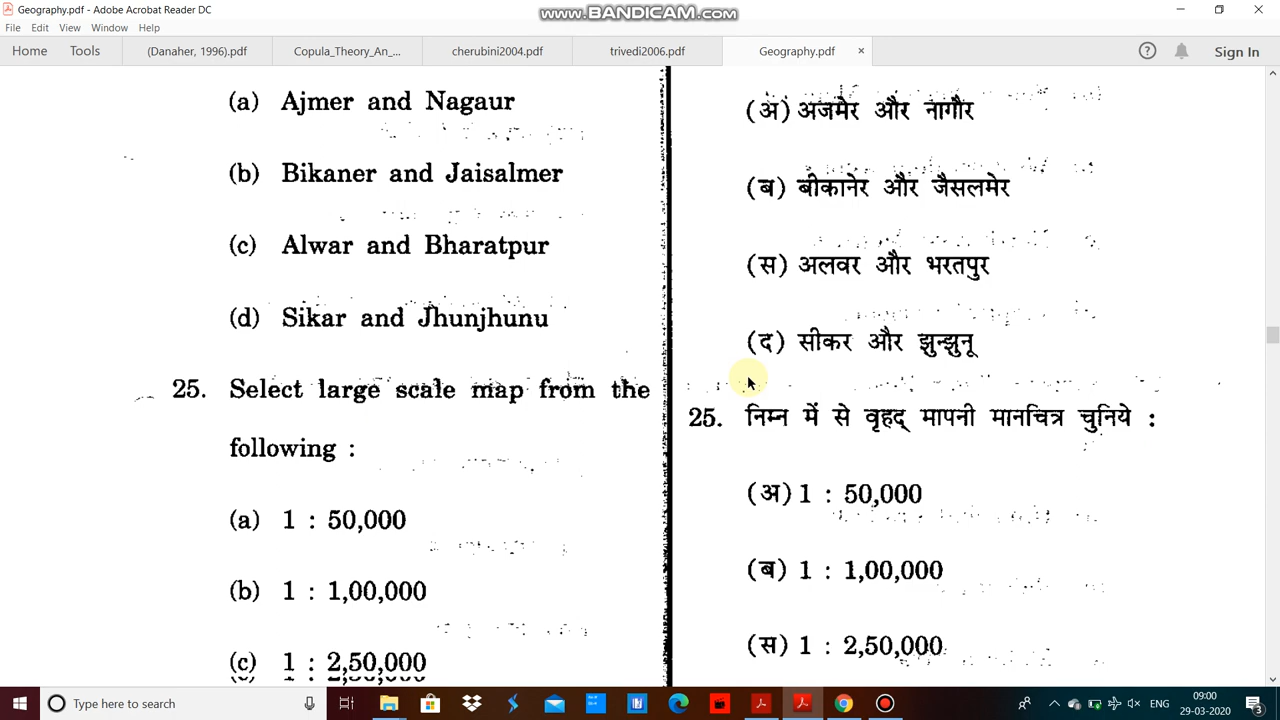 Geography.pdf - Adobe Acrobat Reader DC
www.BANDICAM.com
File Edit View Window Help
Home Tools (Danaher, 1996).pdf Copula_Theory_An_... cherubini2004.pdf trivedi2006.pdf Geography.pdf × ? Sign In
(a) Ajmer and Nagaur
(b) Bikaner and Jaisalmer
(c) Alwar and Bharatpur
(d) Sikar and Jhunjhunu
25. Select large scale map from the
following :
(a) 1 : 50,000
(b) 1 : 1,00,000
(c) 1 : 2,50,000
(अ) अजमेर और नागौर
(ब) बीकानेर और जैसलमेर
(स) अलवर और भरतपुर
(द) सीकर और झुन्झुनू
25. निम्न में से वृहद् मापनी मानचित्र चुनिये :
(अ) 1 : 50,000
(ब) 1 : 1,00,000
(स) 1 : 2,50,000
Type here to search
ENG
09:00
29-03-2020
3